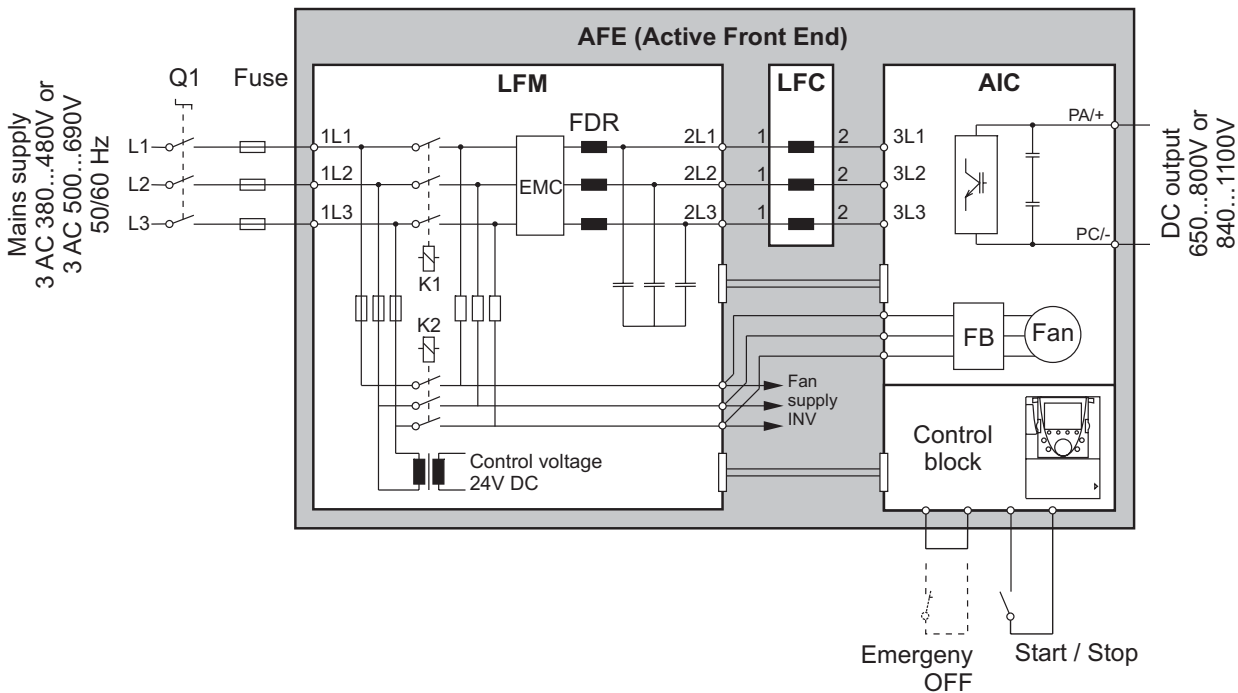 AFE (Active Front End)
Mains supply
3 AC 380...480V or
3 AC 500...690V
50/60 Hz
Q1
Fuse
L1
L2
L3
LFM
1L1
1L2
1L3
K1
K2
EMC
FDR
2L1
2L2
2L3
Control voltage
24V DC
LFC
1
2
1
2
1
2
Fan
supply
INV
AIC
3L1
3L2
3L3
PA/+
PC/-
FB
Fan
Control
block
DC output
650...800V or
840...1100V
Emergeny
OFF
Start / Stop